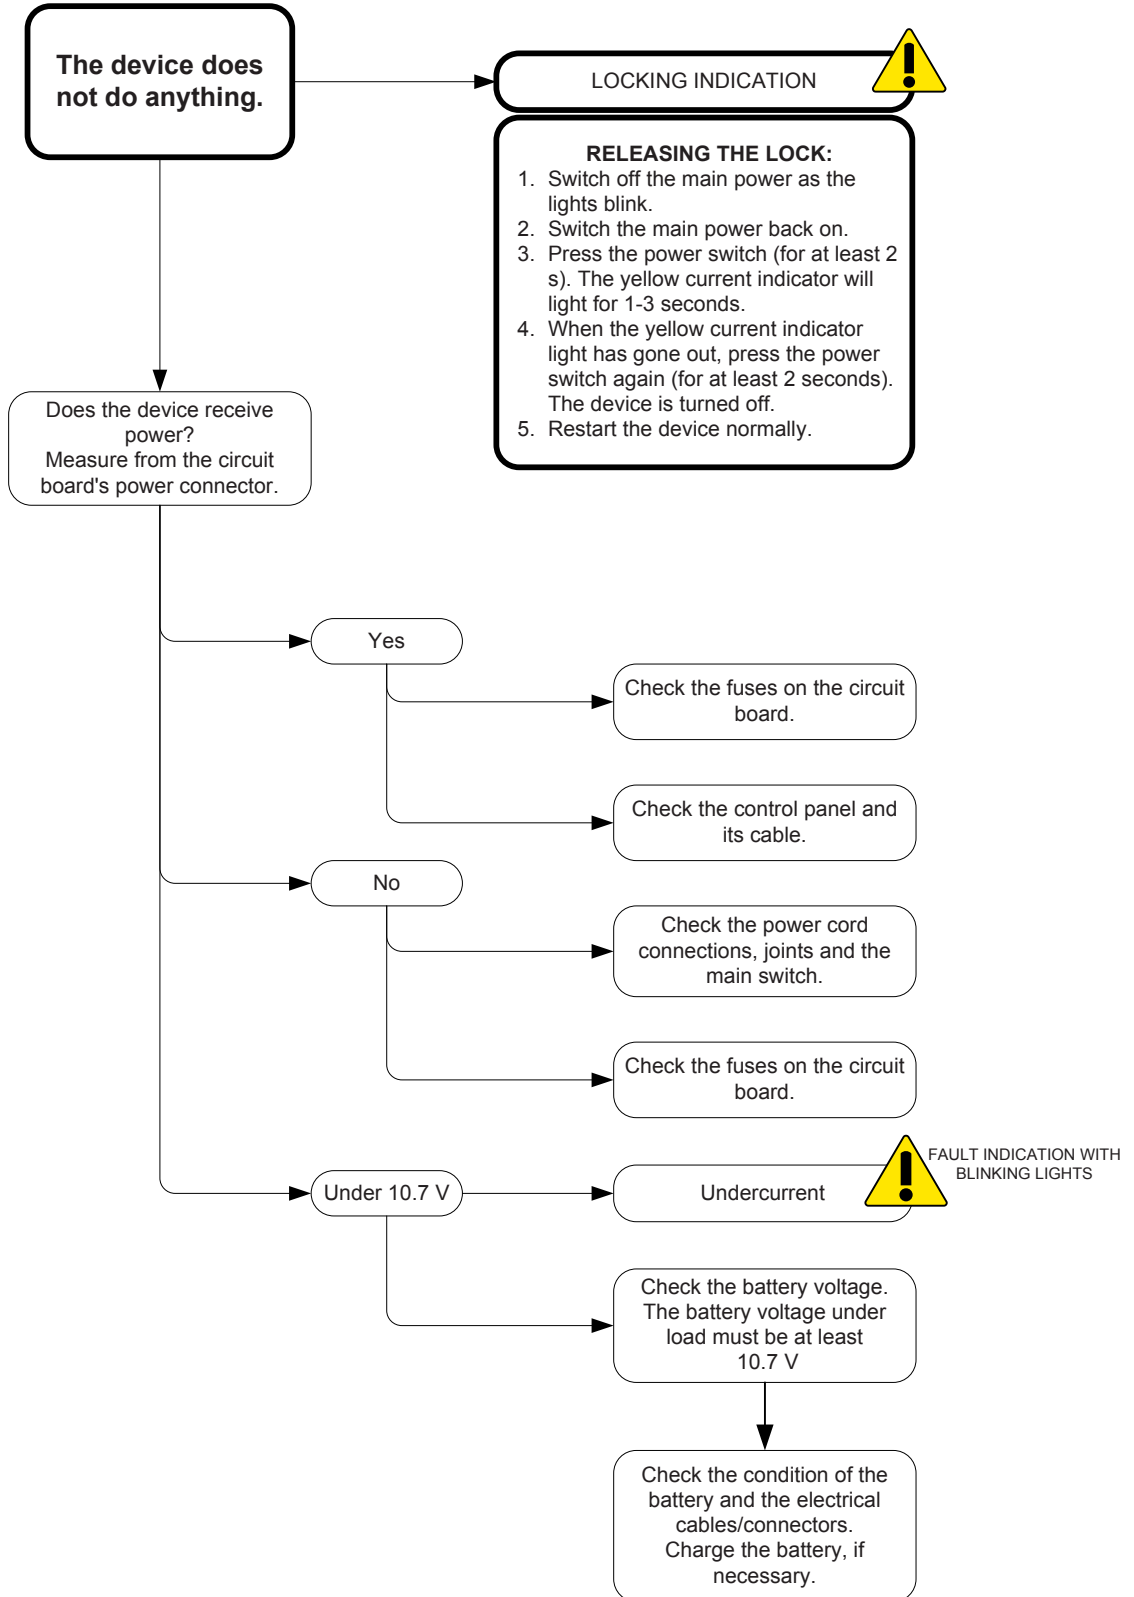 The device does
not do anything.
LOCKING INDICATION
RELEASING THE LOCK:
1. Switch off the main power as the
lights blink.
2. Switch the main power back on.
3. Press the power switch (for at least 2
s). The yellow current indicator will
light for 1-3 seconds.
4. When the yellow current indicator
light has gone out, press the power
switch again (for at least 2 seconds).
The device is turned off.
5. Restart the device normally.
Does the device receive
power?
Measure from the circuit
board's power connector.
Yes
Check the fuses on the circuit
board.
Check the control panel and
its cable.
No
Check the power cord
connections, joints and the
main switch.
Check the fuses on the circuit
board.
Under 10.7 V
Undercurrent
FAULT INDICATION WITH
BLINKING LIGHTS
Check the battery voltage.
The battery voltage under
load must be at least
10.7 V
Check the condition of the
battery and the electrical
cables/connectors.
Charge the battery, if
necessary.